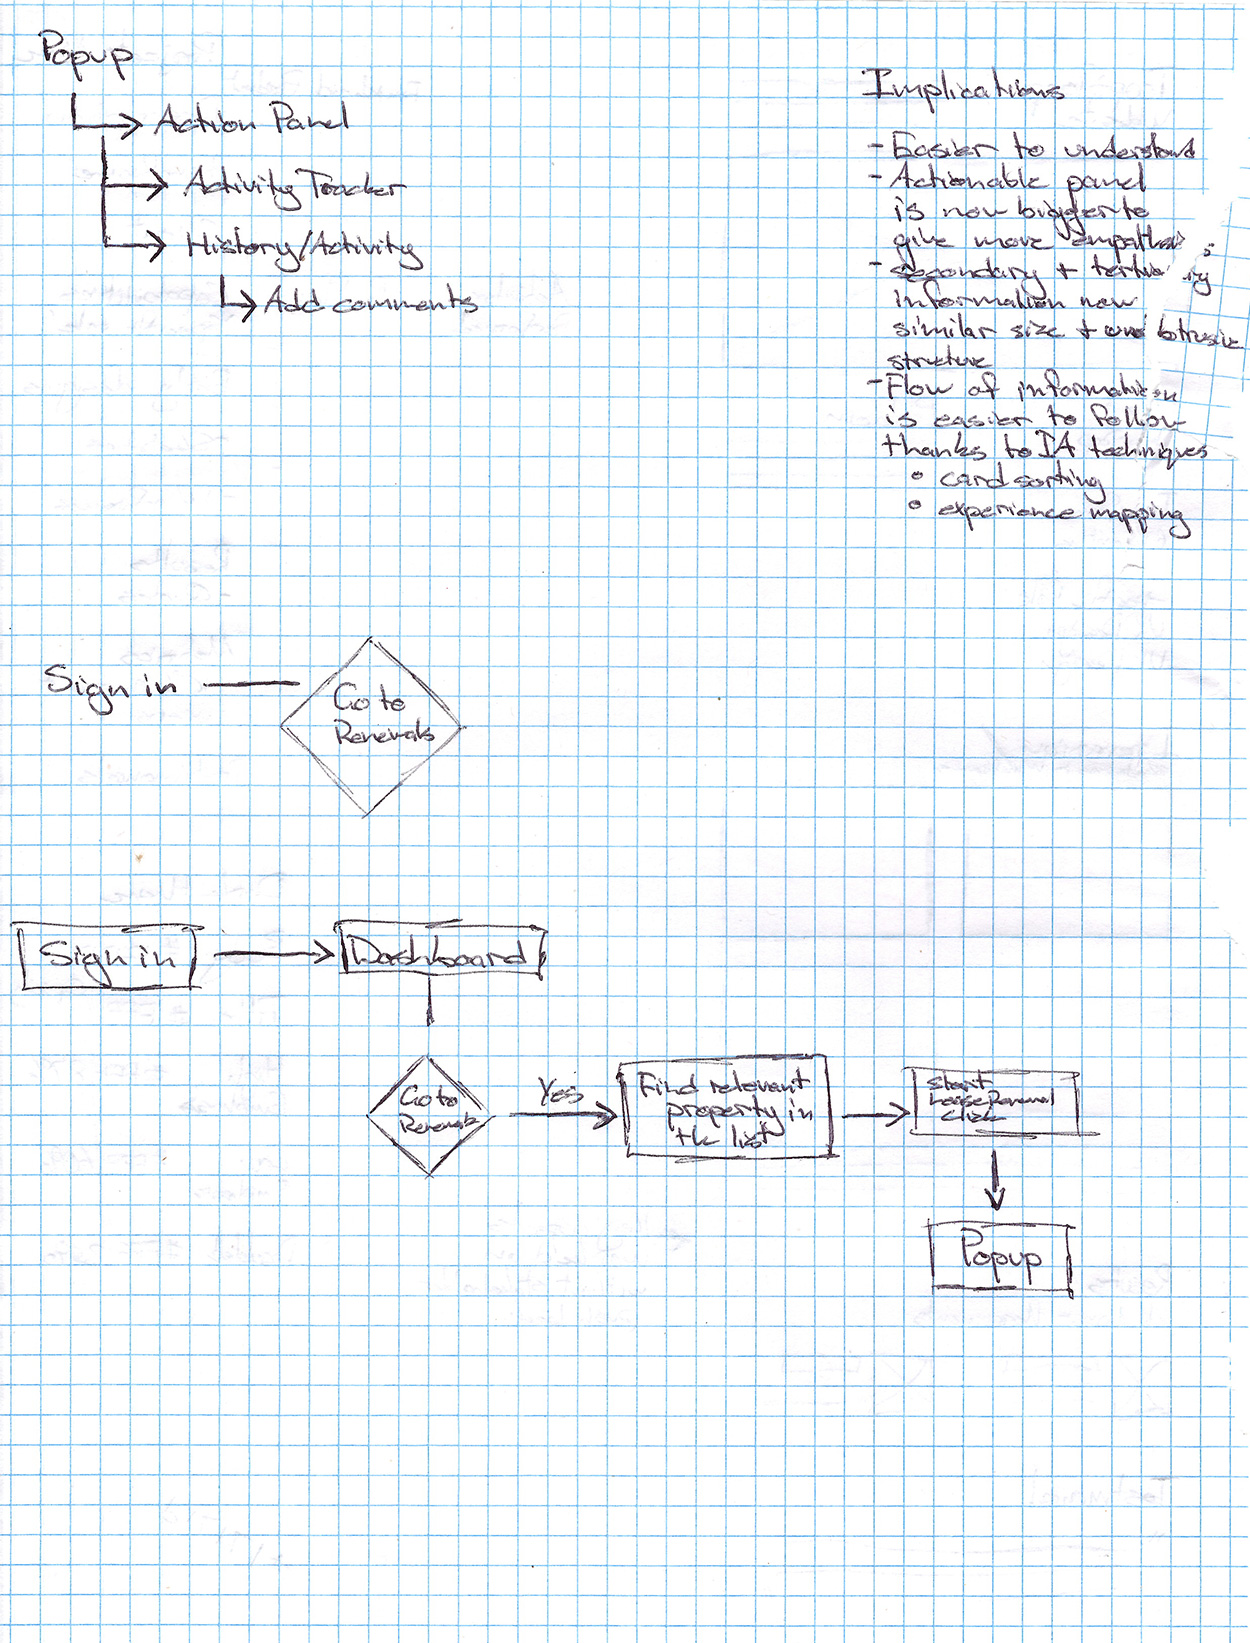 Popup
Action Panel
Activity Tracker
History/Activity
Add comments
Implications
- Easier to understand
- Actionable panel
is now bigger to
give more empathsis
- secondary + tertiary
information now
similar size +
structure
- Flow of information
is easier to follow
thanks to IA techniques
• card sorting
• experience mapping
Sign in
Go to
Renewals
Sign in
Dashboard
Go to
Renewals
Yes
Find relevant
property in
the list
Start
Lease Renewal
Click
Popup